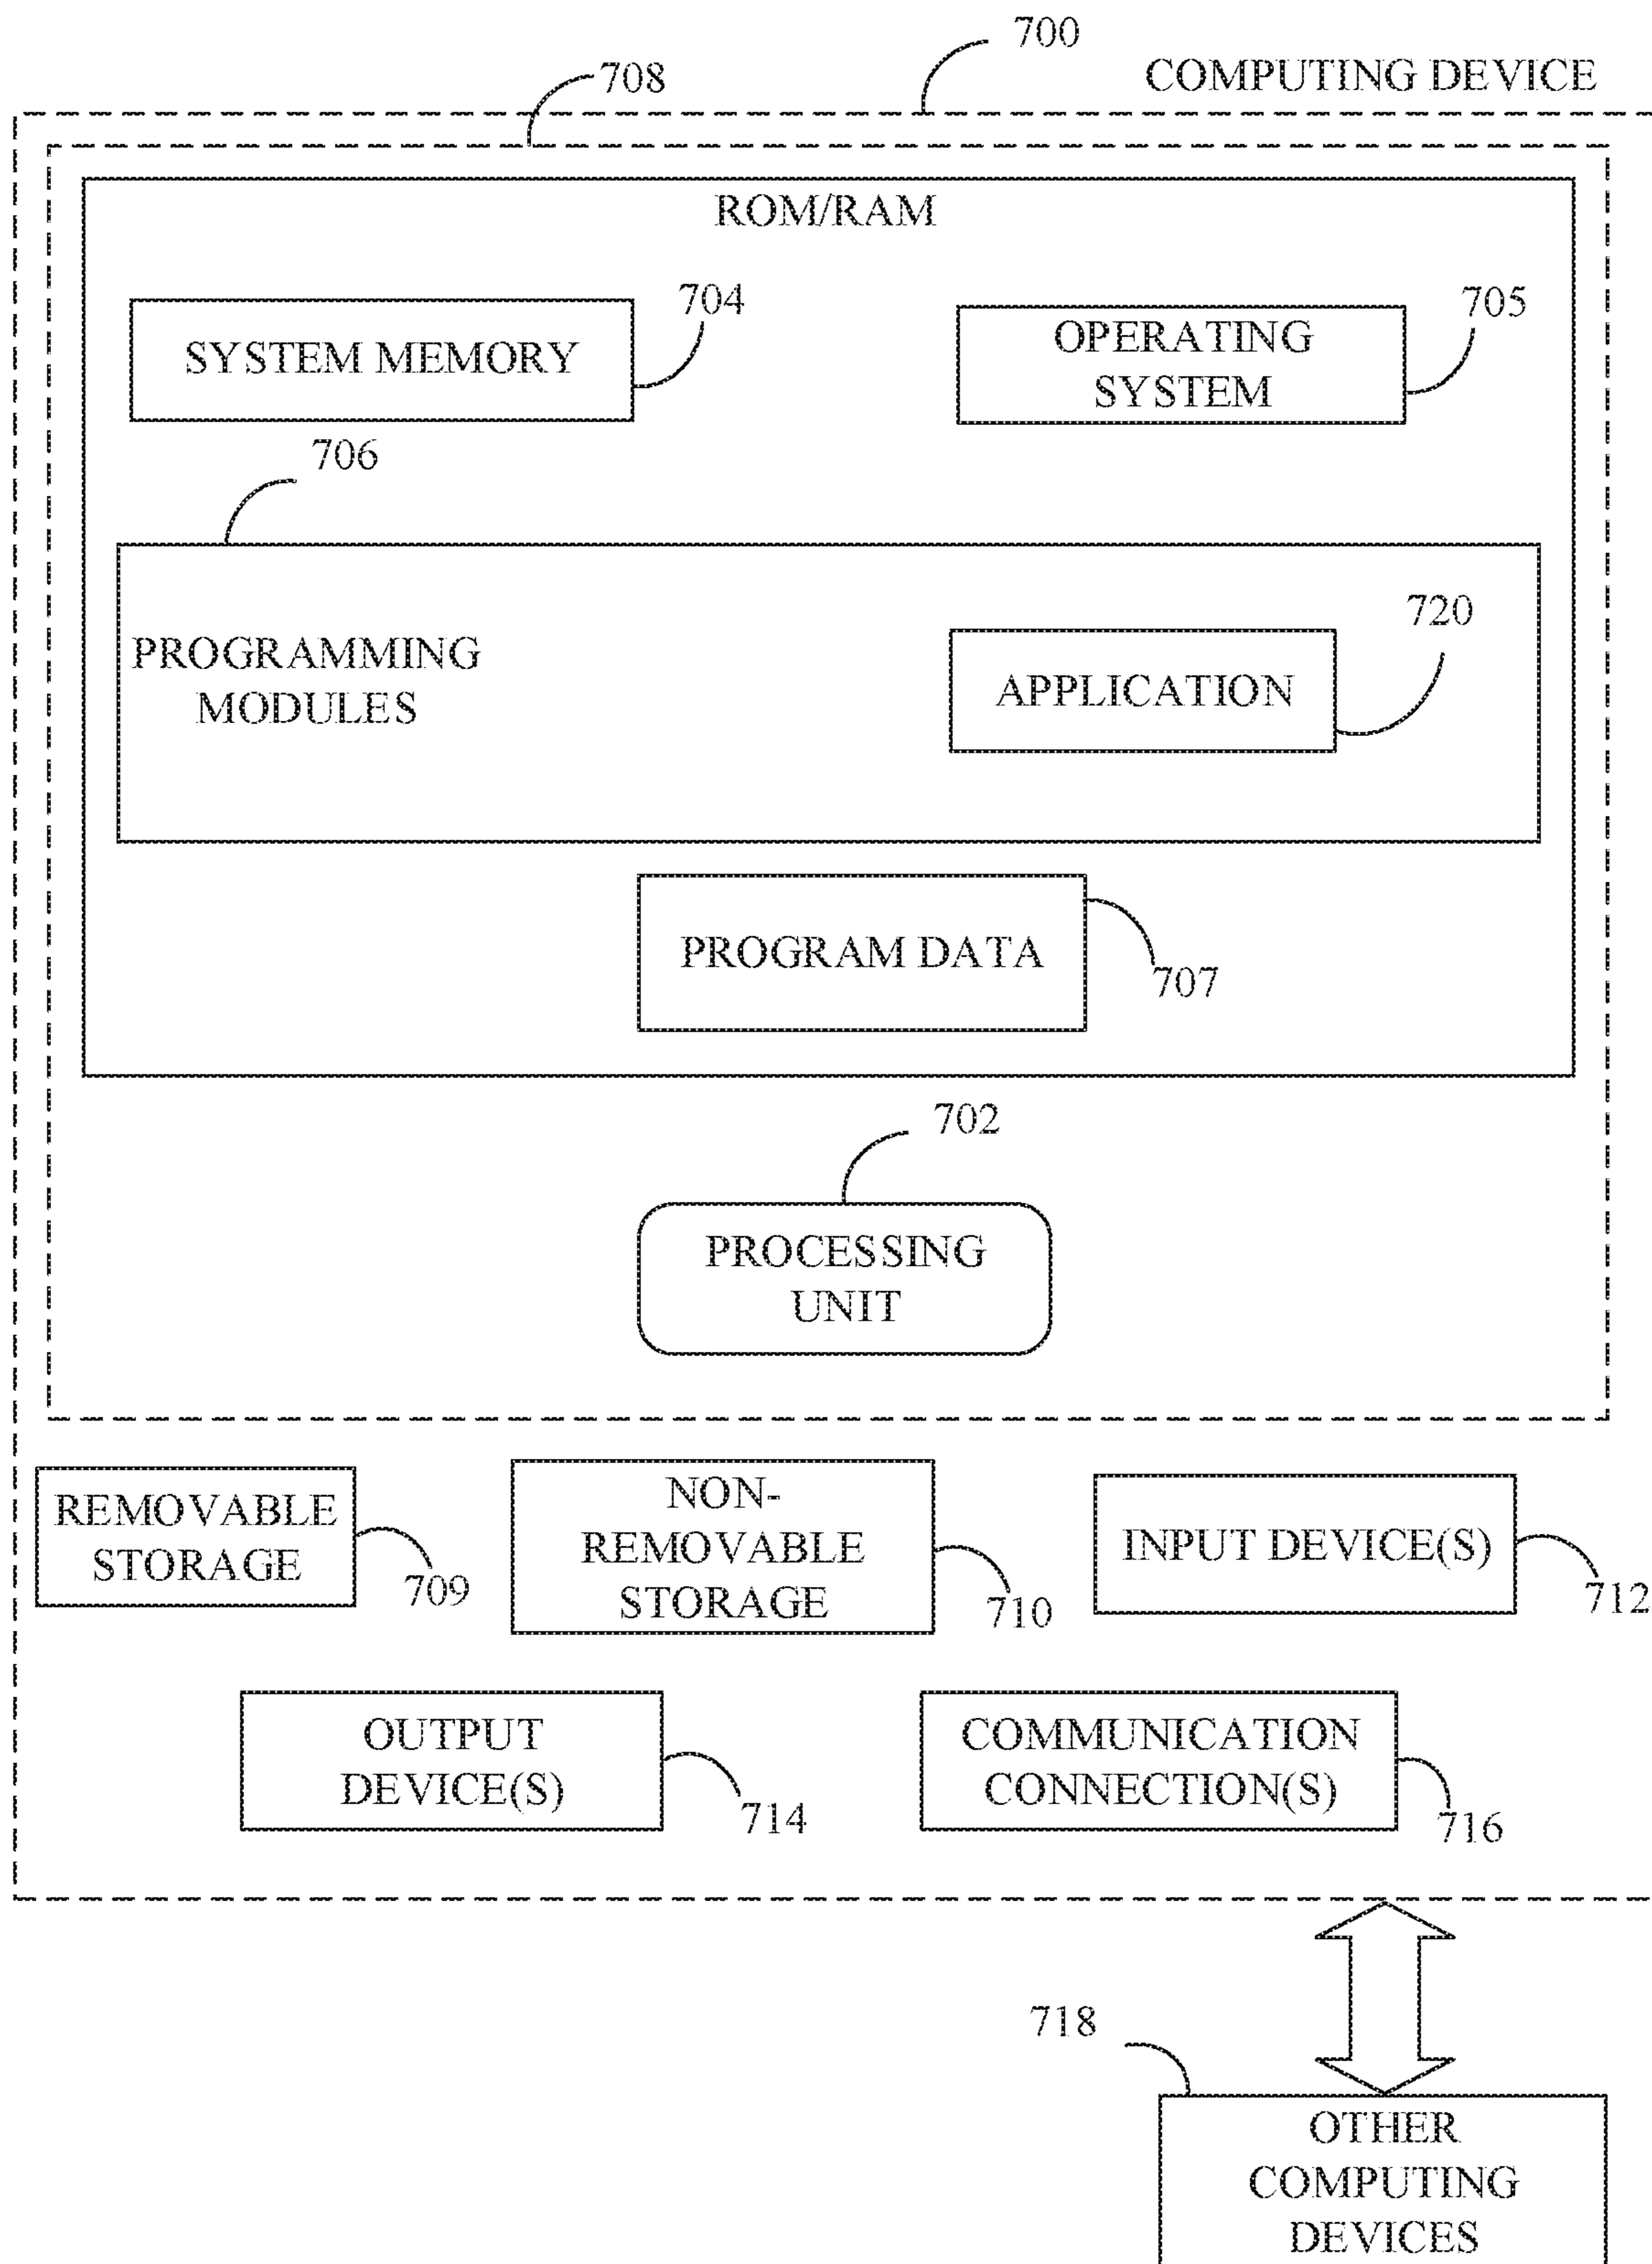 700
COMPUTING DEVICE
708
ROM/RAM
704
705
SYSTEM MEMORY
OPERATING
SYSTEM
706
720
PROGRAMMING
MODULES
APPLICATION
PROGRAM DATA
707
702
PROCESSING
UNIT
REMOVABLE
STORAGE
709
NON-
REMOVABLE
STORAGE
710
INPUT DEVICE(S)
712
OUTPUT
DEVICE(S)
714
COMMUNICATION
CONNECTION(S)
716
718
OTHER
COMPUTING
DEVICES